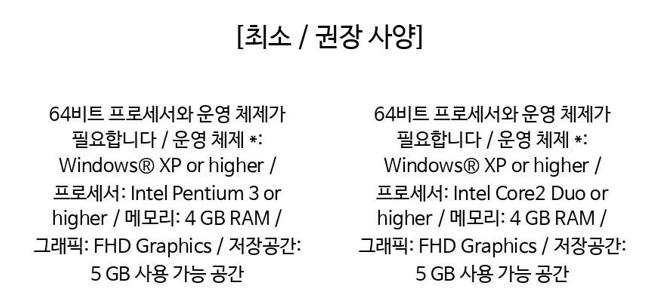 [최소 / 권장 사양]
64비트 프로세서와 운영 체제가
필요합니다 / 운영 체제 *:
Windows® XP or higher /
프로세서: Intel Pentium 3 or
higher / 메모리: 4 GB RAM /
그래픽: FHD Graphics / 저장공간:
5 GB 사용 가능 공간
64비트 프로세서와 운영 체제가
필요합니다 / 운영 체제 *:
Windows® XP or higher /
프로세서: Intel Core2 Duo or
higher / 메모리: 4 GB RAM /
그래픽: FHD Graphics / 저장공간:
5 GB 사용 가능 공간